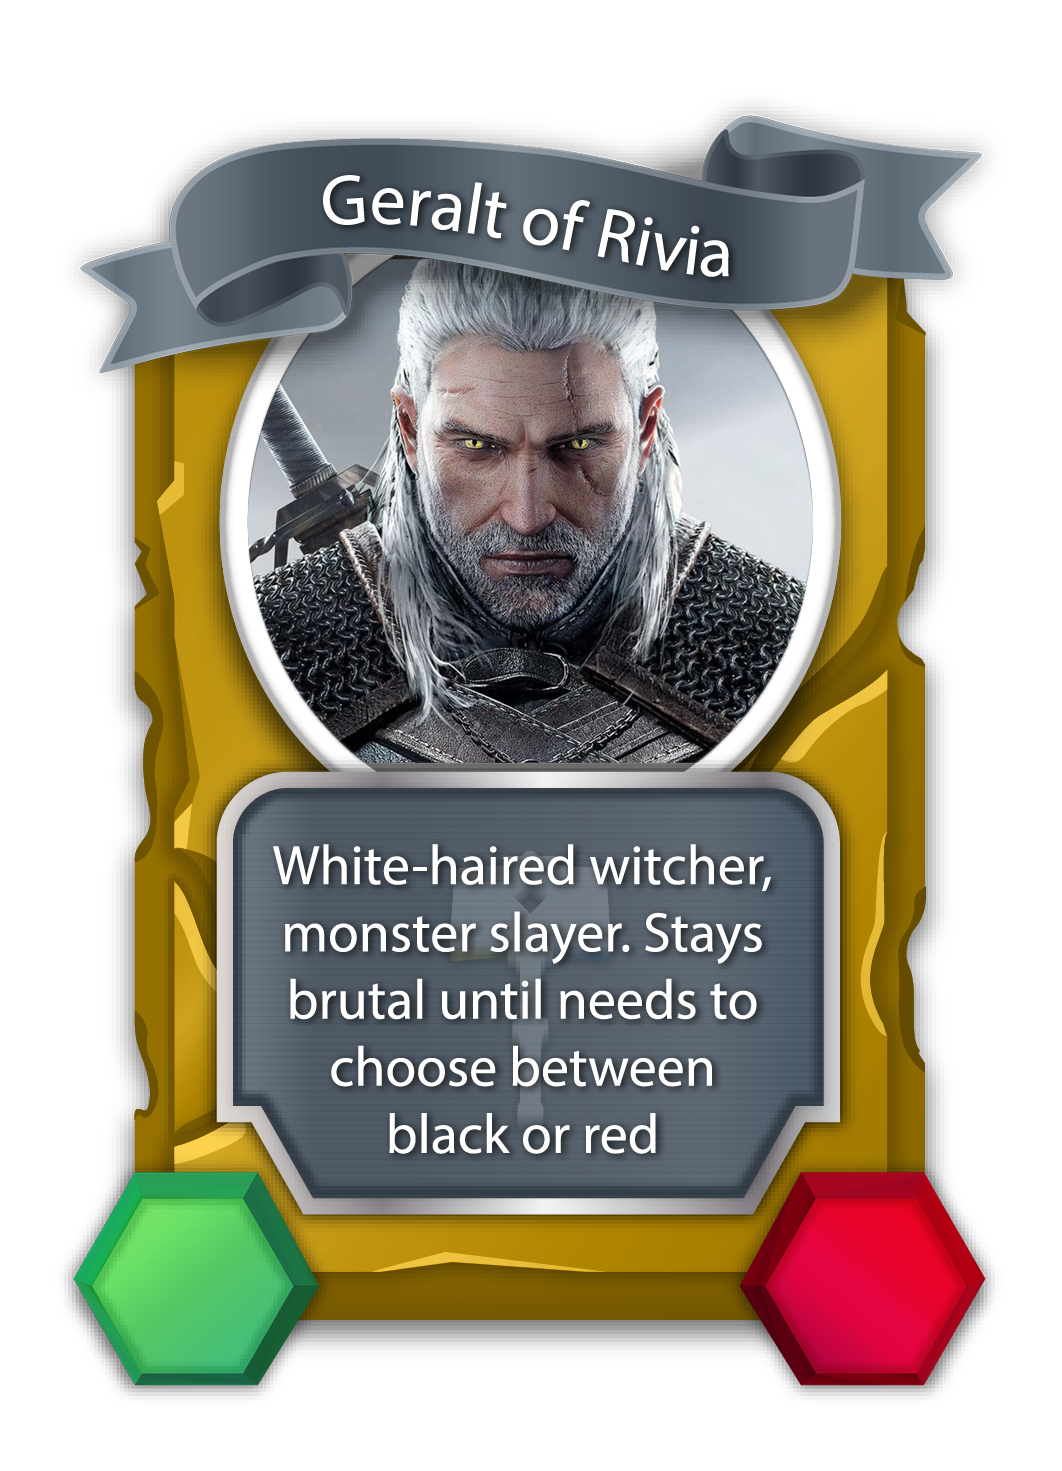 Geralt of Rivia
White-haired witcher,
monster slayer. Stays
brutal until needs to
choose between
black or red